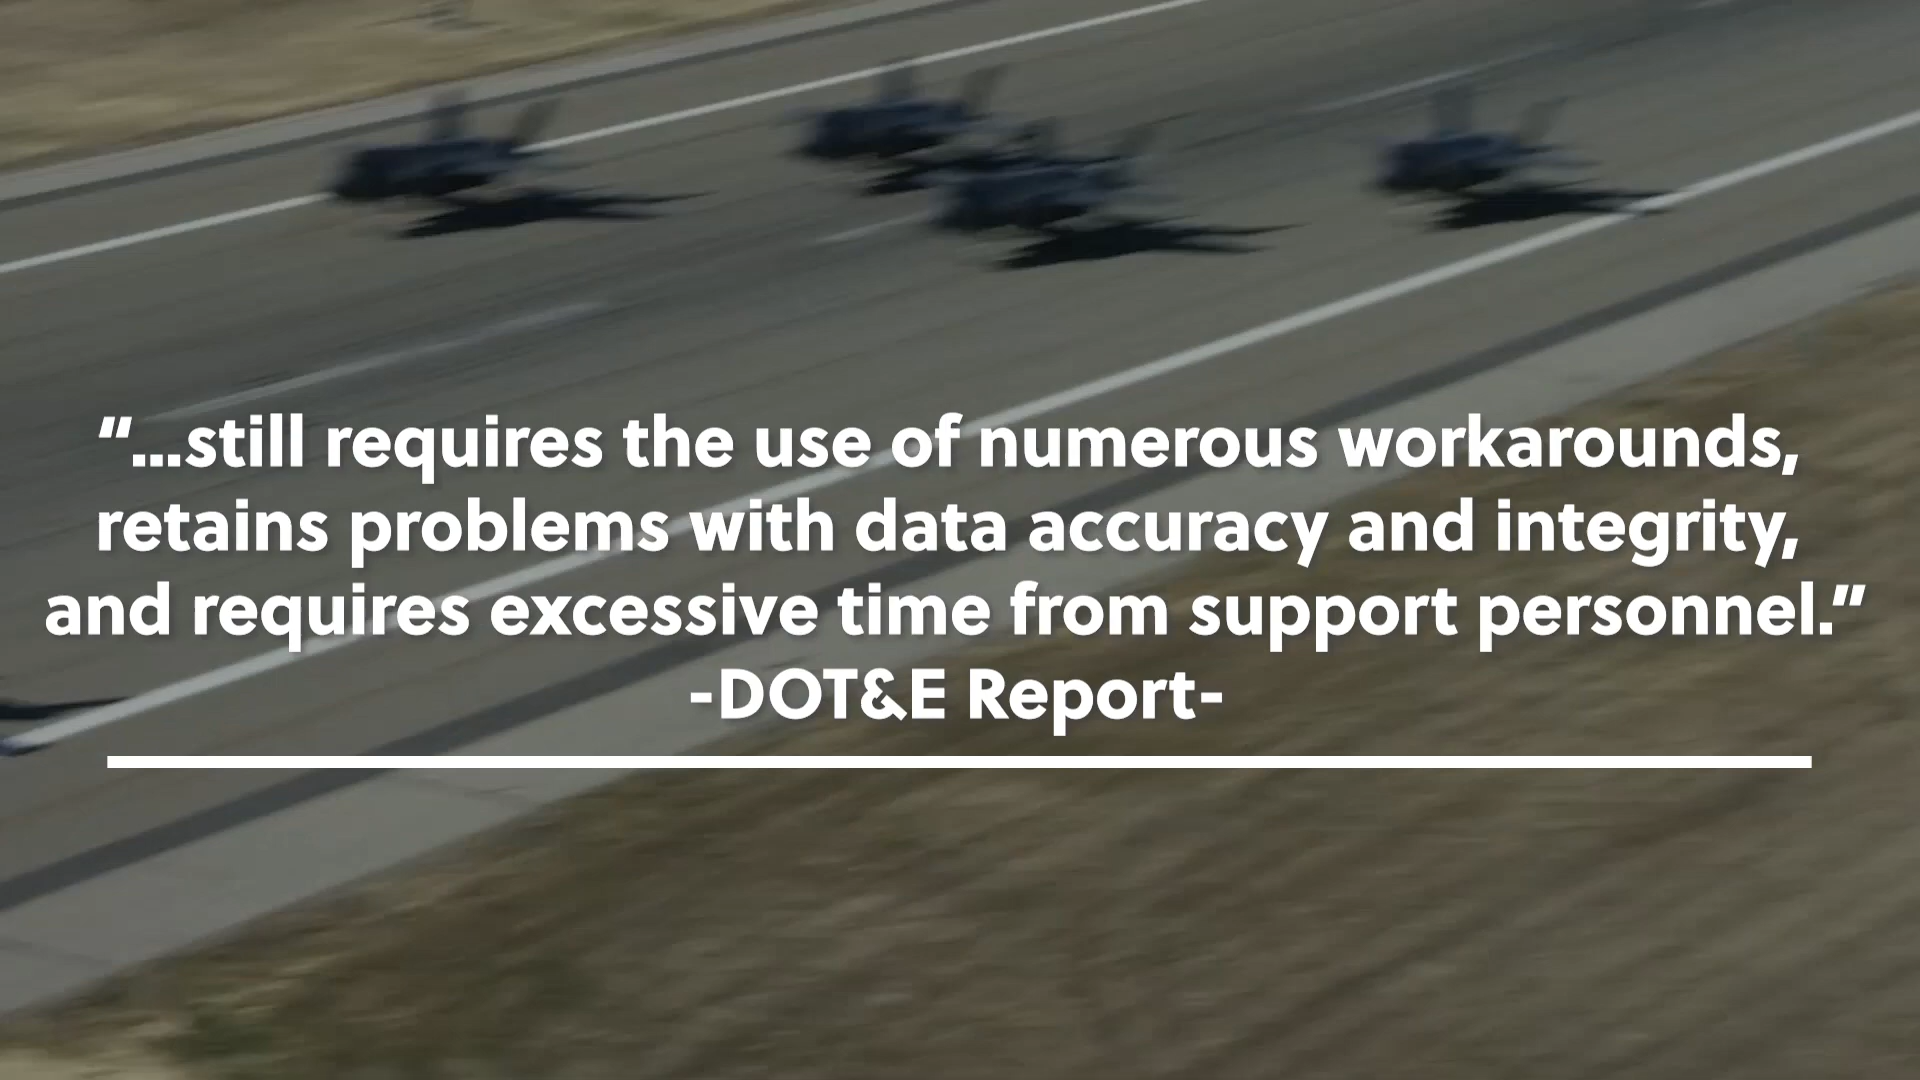 “...still requires the use of numerous workarounds,
retains problems with data accuracy and integrity,
and requires excessive time from support personnel.”
-DOT&E Report-